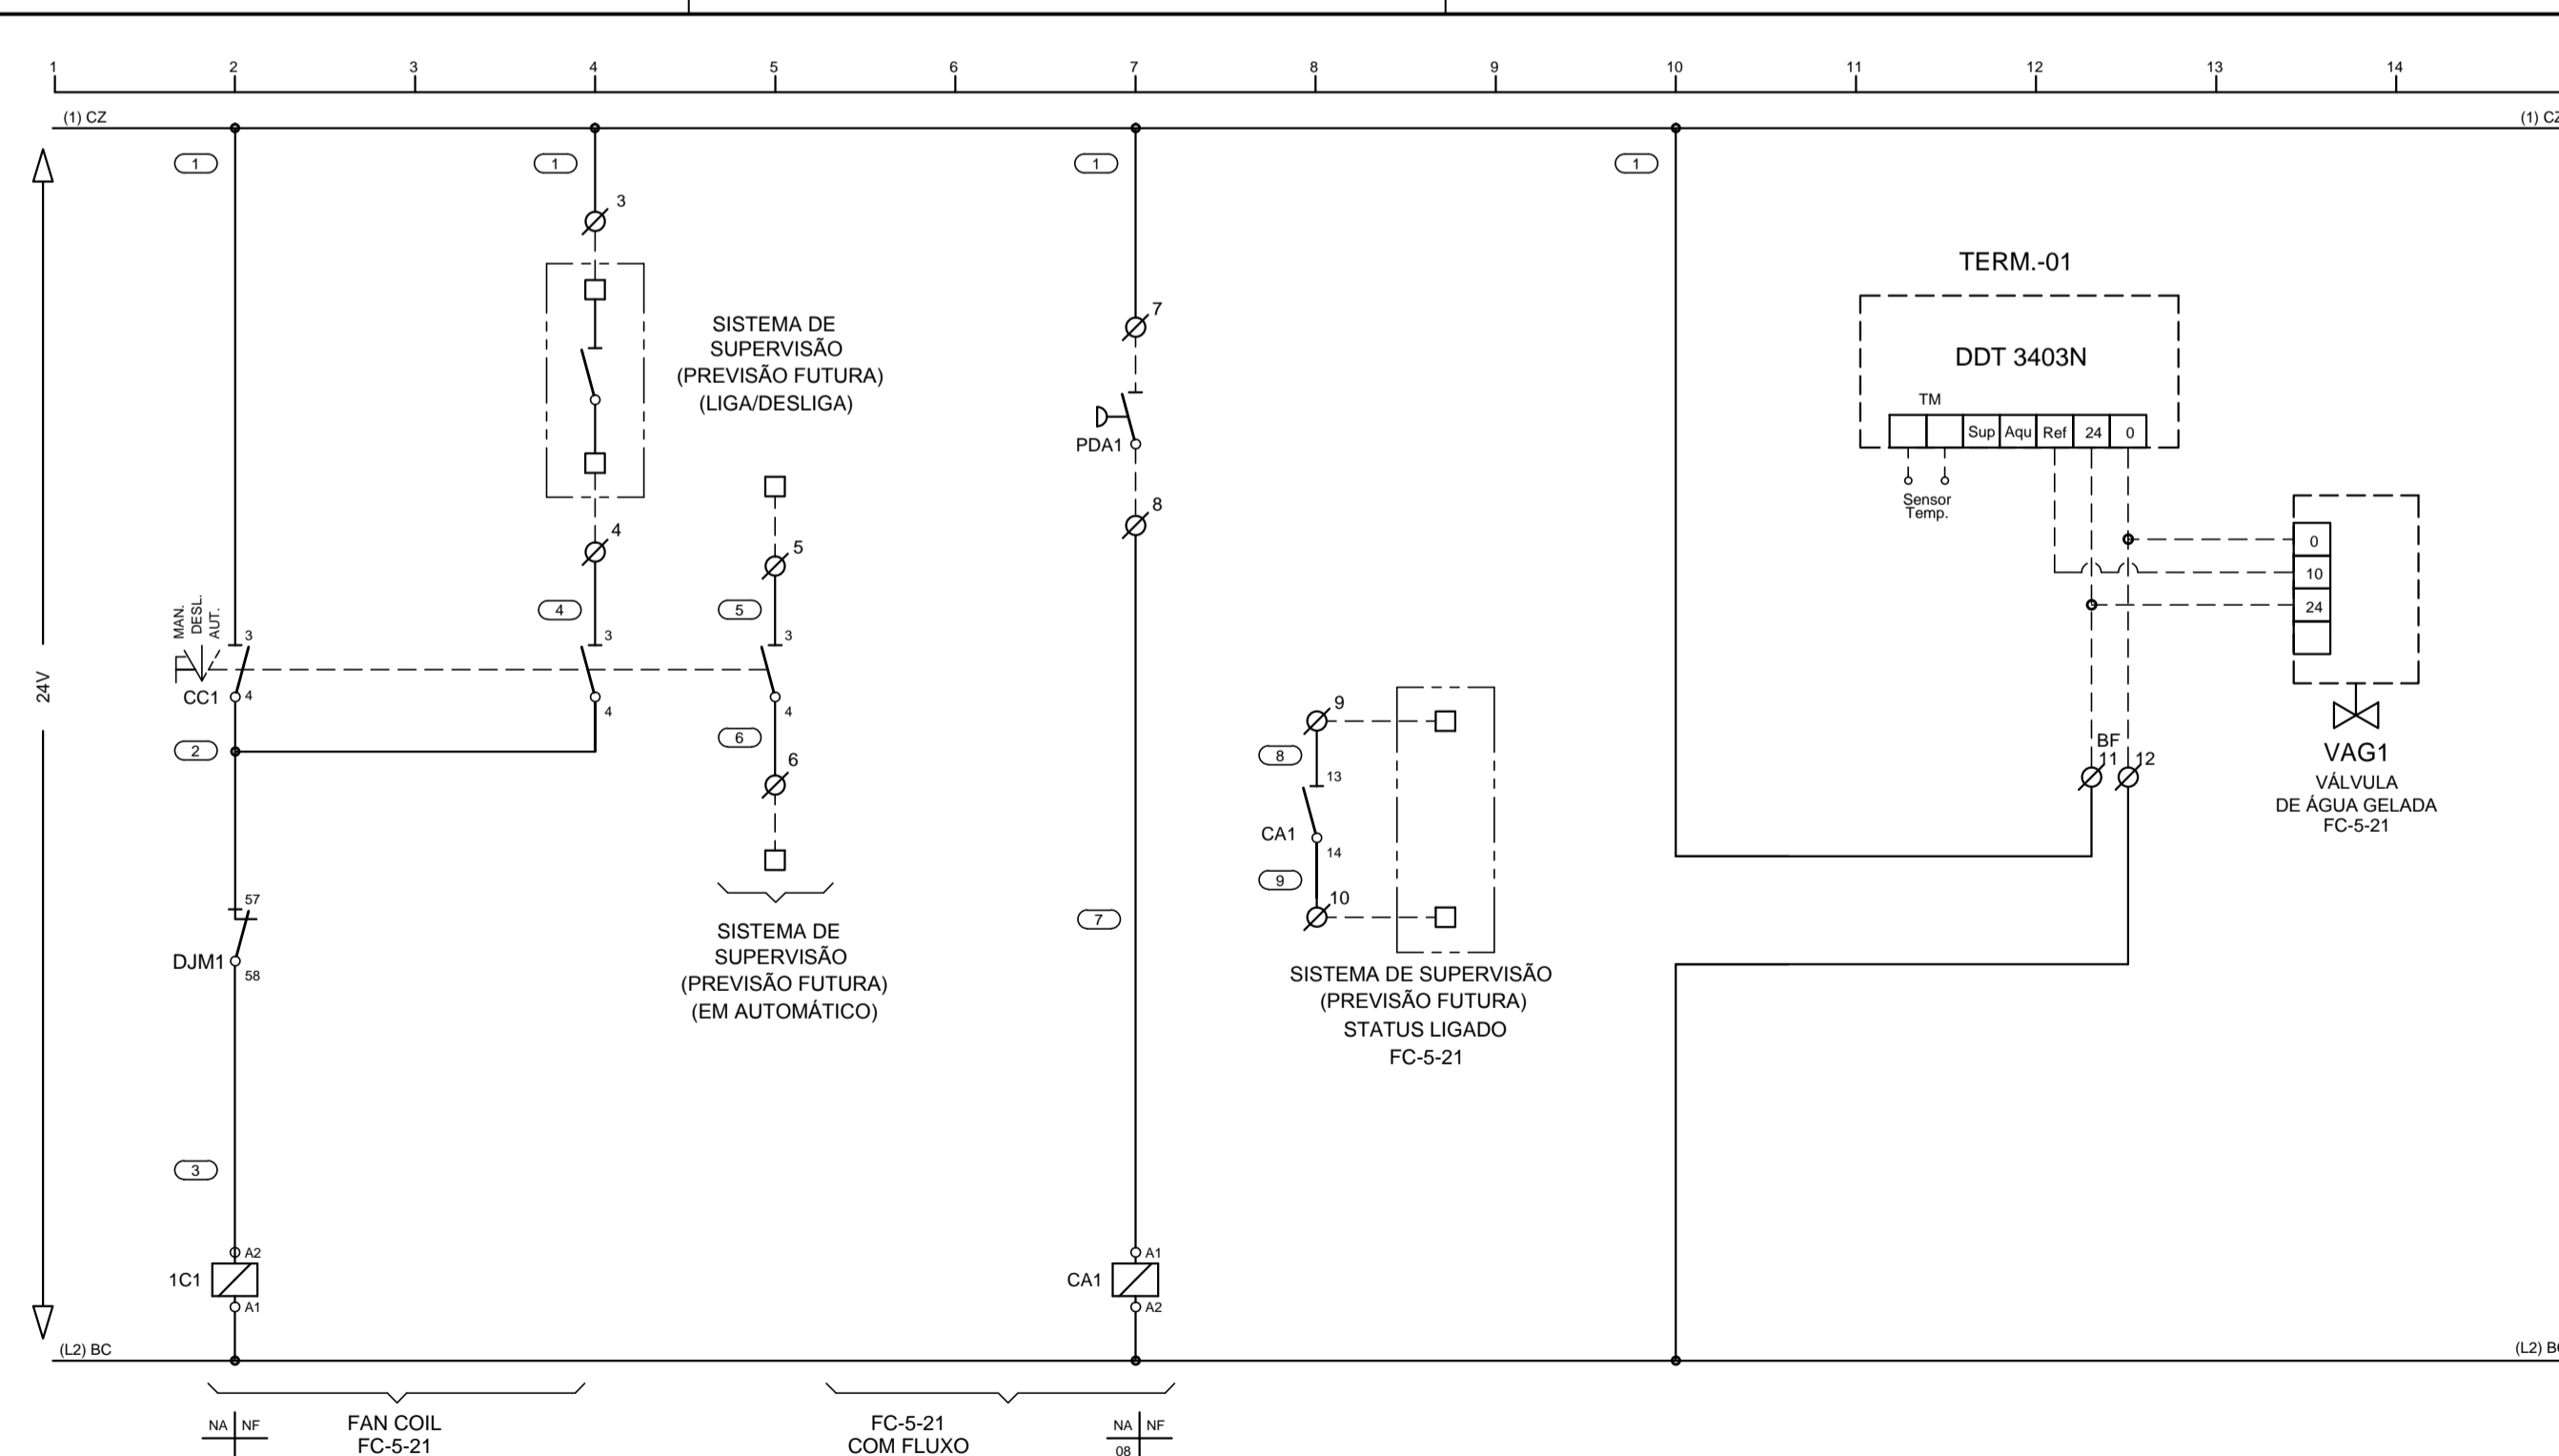 1 2 3 4 5 6 7 8 9 10 11 12 13 14
(1) CZ
(1) CZ
1
1
1
1
24V
3
SISTEMA DE
SUPERVISÃO
(PREVISÃO FUTURA)
(LIGA/DESLIGA)
4
4
5
5
MAN.
DESL.
AUT.
3
3
3
CC1
4
4
4
2
6
6
SISTEMA DE
SUPERVISÃO
(PREVISÃO FUTURA)
(EM AUTOMÁTICO)
57
DJM1
58
3
A2
1C1
A1
7
PDA1
8
7
A1
CA1
A2
9
8
13
CA1
14
9
10
SISTEMA DE SUPERVISÃO
(PREVISÃO FUTURA)
STATUS LIGADO
FC-5-21
TERM.-01
DDT 3403N
TM
Sup Aqu Ref 24 0
Sensor
Temp.
0
10
24
BF
11
12
VAG1
VÁLVULA
DE ÁGUA GELADA
FC-5-21
(L2) BC
NA NF
FAN COIL
FC-5-21
FC-5-21
COM FLUXO
NA NF
08